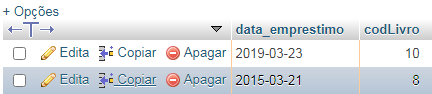 + Opções
←T→ data_emprestimo codLivro
Edita Copiar Apagar 2019-03-23 10
Edita Copiar Apagar 2015-03-21 8